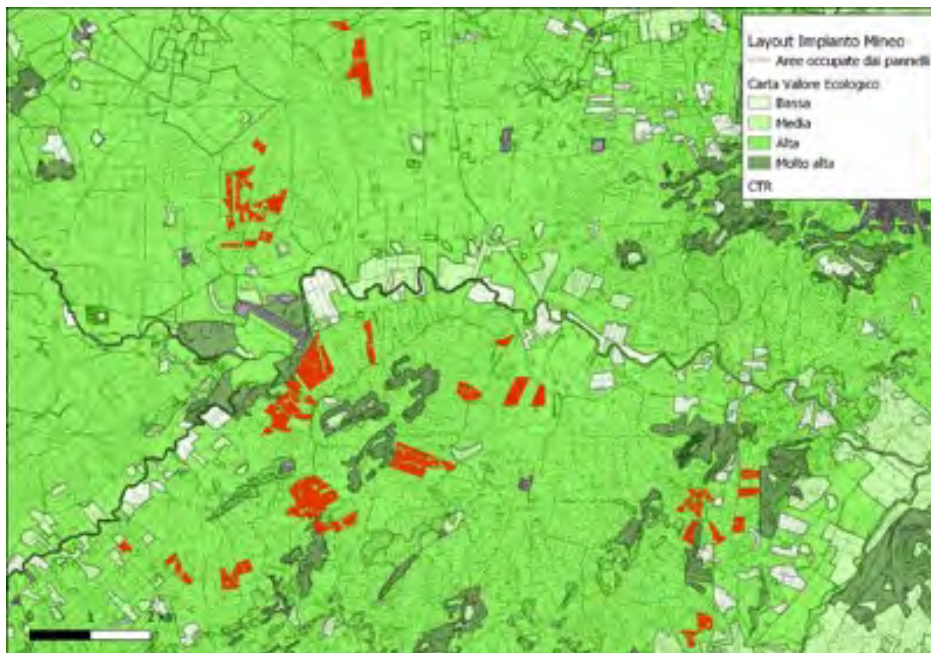 Layout Impianto Mineo
Aree occupate dai pannelli
Carta Valore Ecologico
Bassa
Media
Alta
Molto alta
CTR
0 1 2 km